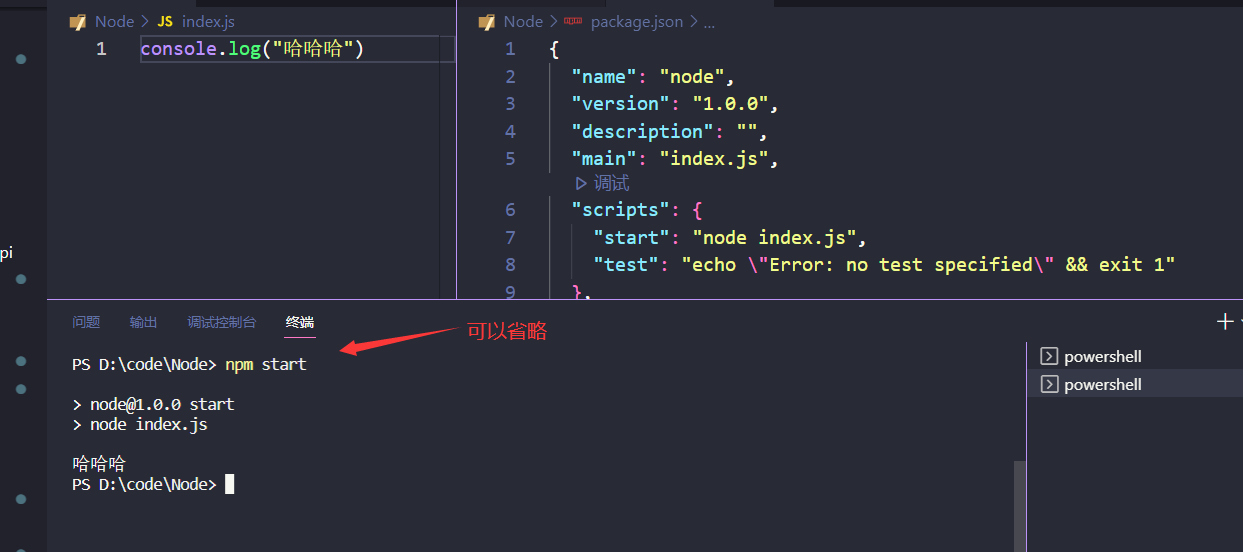 Node > JS index.js
1 console.log("哈哈哈")
Node > package.json > ...
1 {
2 "name": "node",
3 "version": "1.0.0",
4 "description": "",
5 "main": "index.js",
调试
6 "scripts": {
7 "start": "node index.js",
8 "test": "echo \"Error: no test specified\" && exit 1"
9 },
pi
问题 输出 调试控制台 终端
可以省略
PS D:\code\Node> npm start
> node@1.0.0 start
> node index.js
哈哈哈
PS D:\code\Node>
powershell
powershell